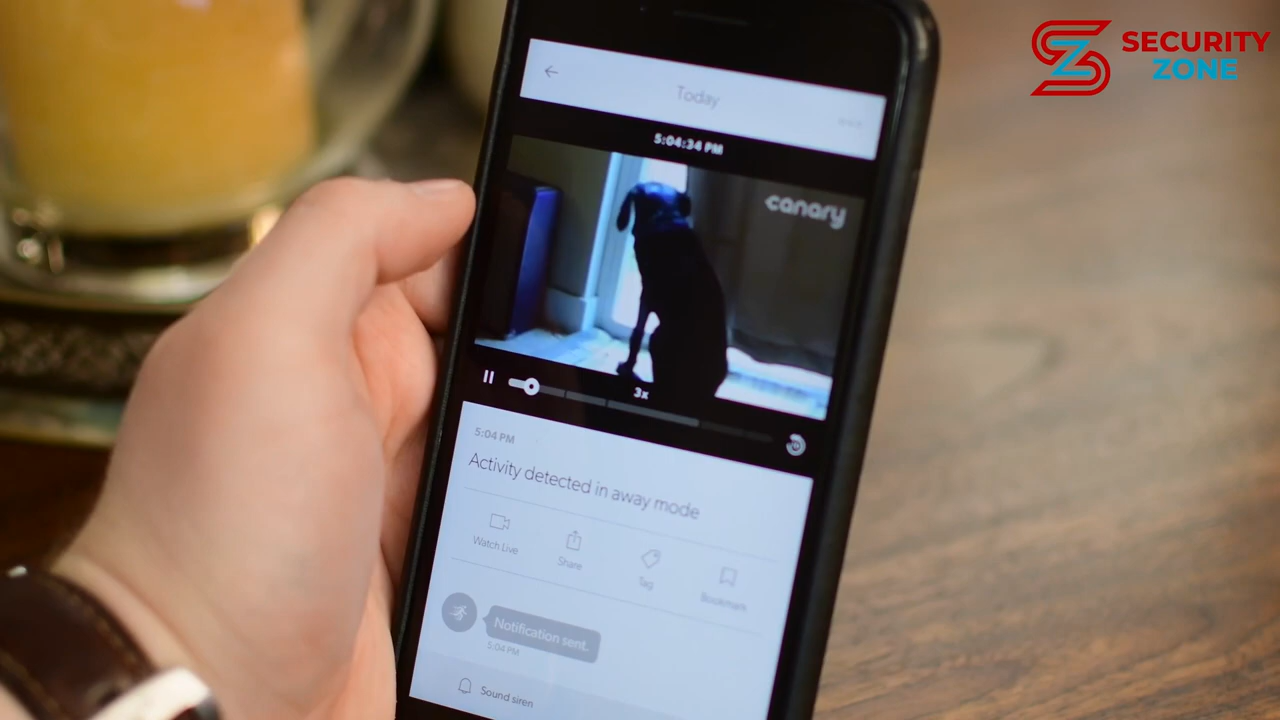 SECURITY
ZONE
Today
5:04:34 PM
canary
3x
5:04 PM
Activity detected in away mode
Watch Live
Share
Tag
Bookmark
Notification sent.
5:04 PM
Sound siren